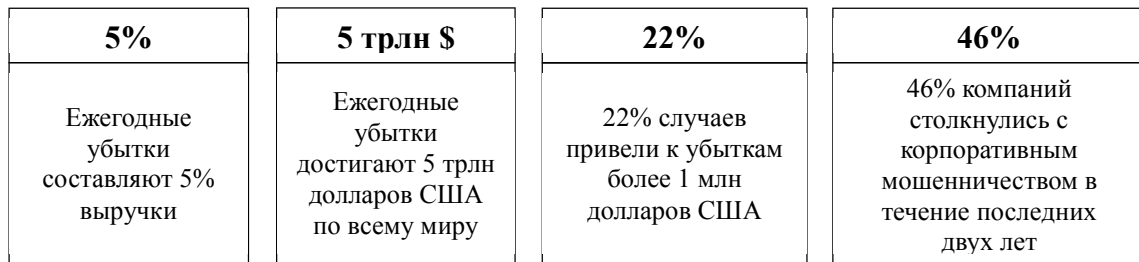 5%
Ежегодные
убытки
составляют 5%
выручки
5 трлн $
Ежегодные
убытки
достигают 5 трлн
долларов США
по всему миру
22%
22% случаев
привели к убыткам
более 1 млн
долларов США
46%
46% компаний
столкнулись с
корпоративным
мошенничеством в
течение последних
двух лет